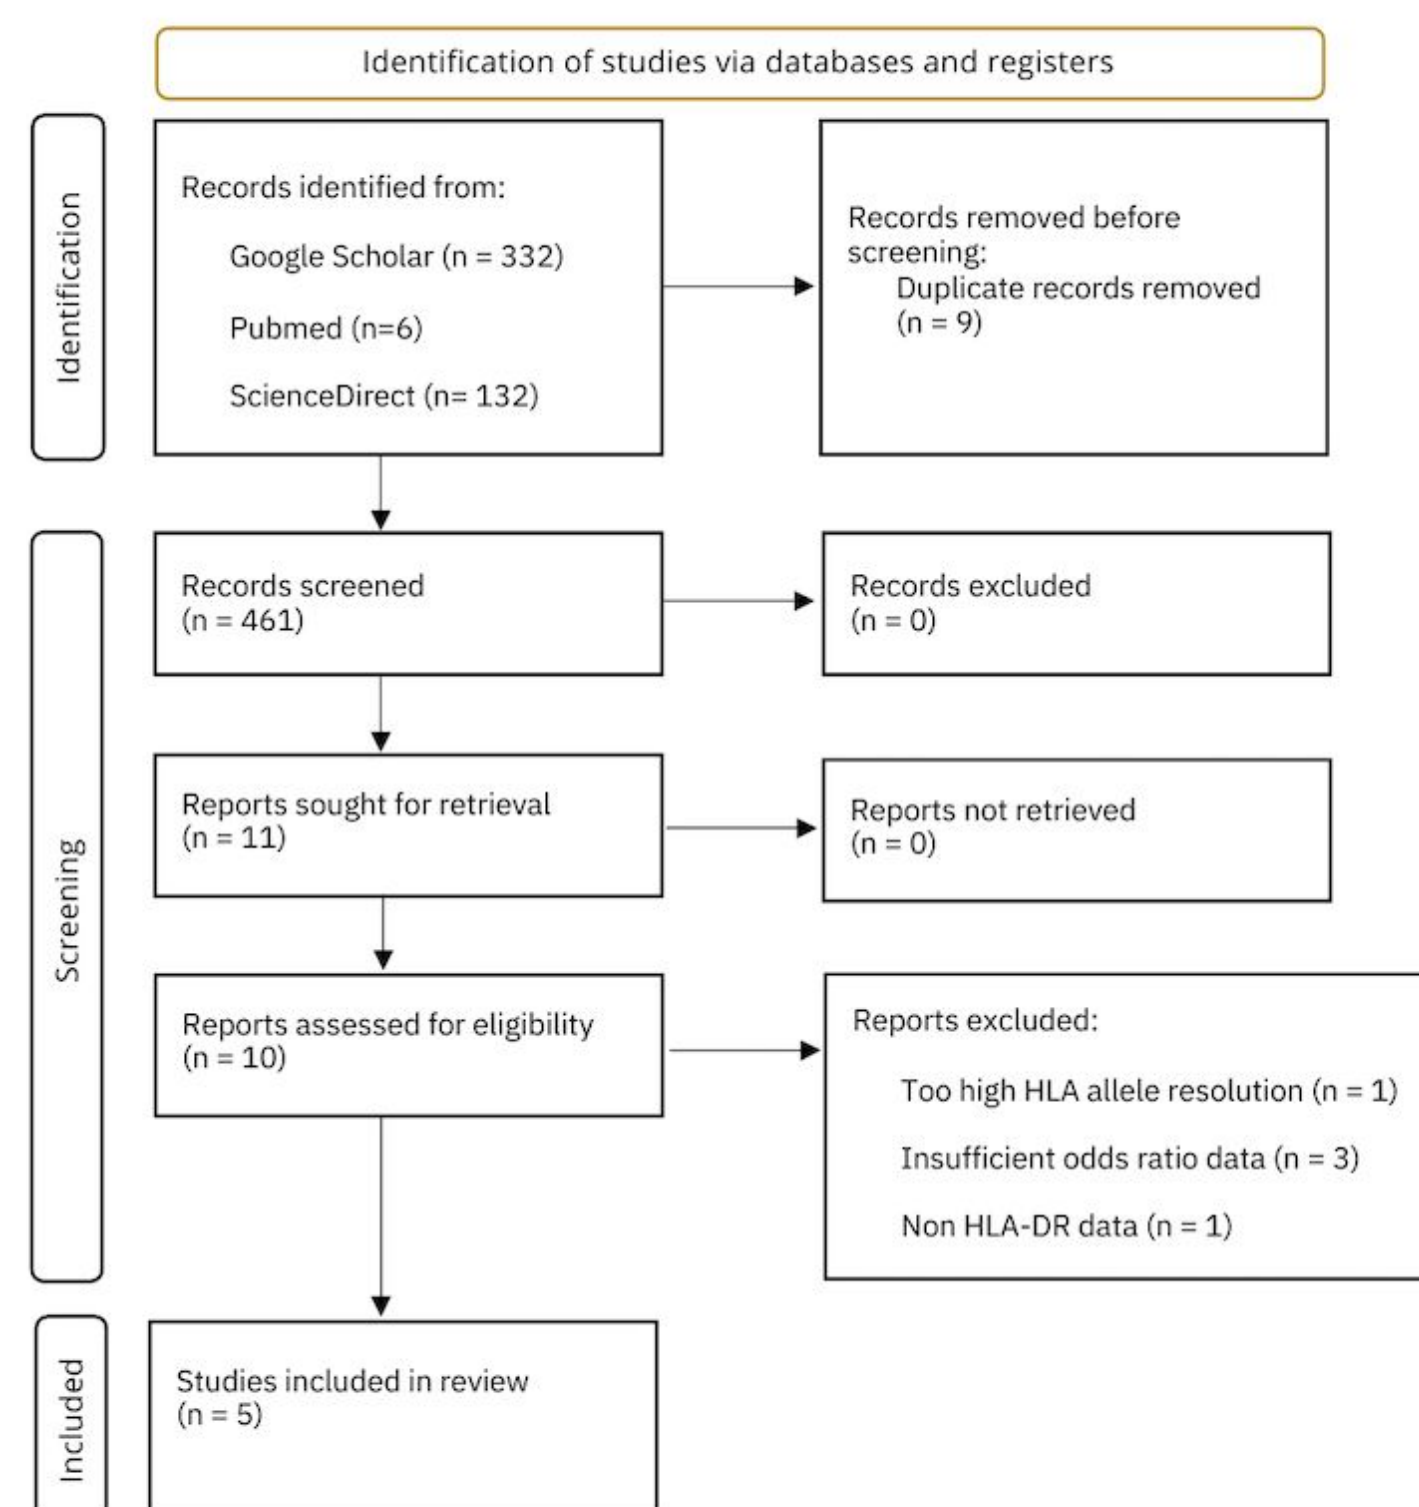 Identification of studies via databases and registers
Identification
Records identified from:
Google Scholar (n = 332)
Pubmed (n=6)
ScienceDirect (n= 132)
Records removed before
screening:
Duplicate records removed
(n = 9)
Screening
Records screened
(n = 461)
Records excluded
(n = 0)
Reports sought for retrieval
(n = 11)
Reports not retrieved
(n = 0)
Reports assessed for eligibility
(n = 10)
Reports excluded:
Too high HLA allele resolution (n = 1)
Insufficient odds ratio data (n = 3)
Non HLA-DR data (n = 1)
Included
Studies included in review
(n = 5)